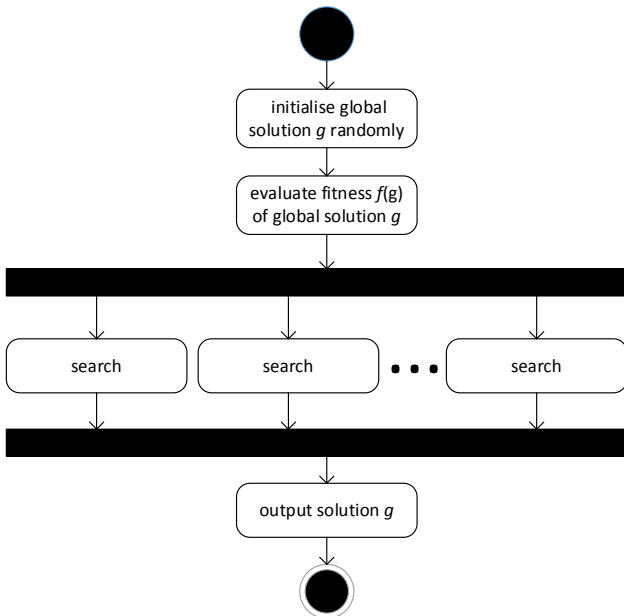 initialise global
solution g randomly
evaluate fitness f(g)
of global solution g
search
search
search
output solution g